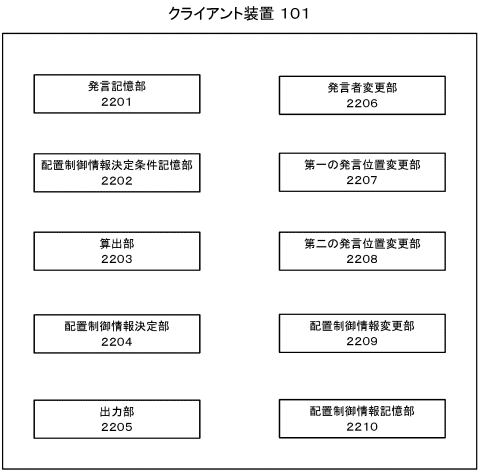 クライアント装置 101
発言記憶部
2201
配置制御情報決定条件記憶部
2202
算出部
2203
配置制御情報決定部
2204
出力部
2205
発言者変更部
2206
第一の発言位置変更部
2207
第二の発言位置変更部
2208
配置制御情報変更部
2209
配置制御情報記憶部
2210